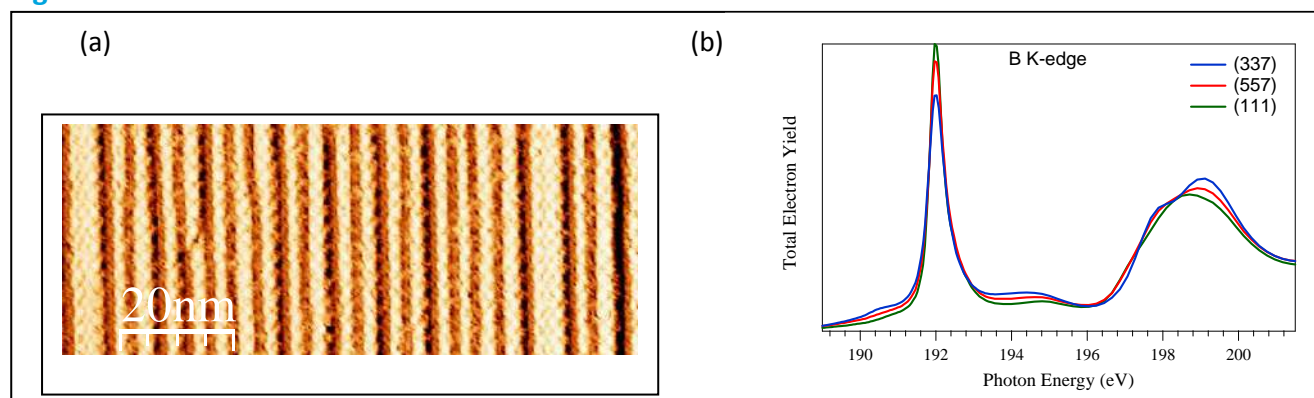 (a)
20nm
(b)
B K-edge
(337)
(557)
(111)
Total Electron Yield
190 192 194 196 198 200
Photon Energy (eV)